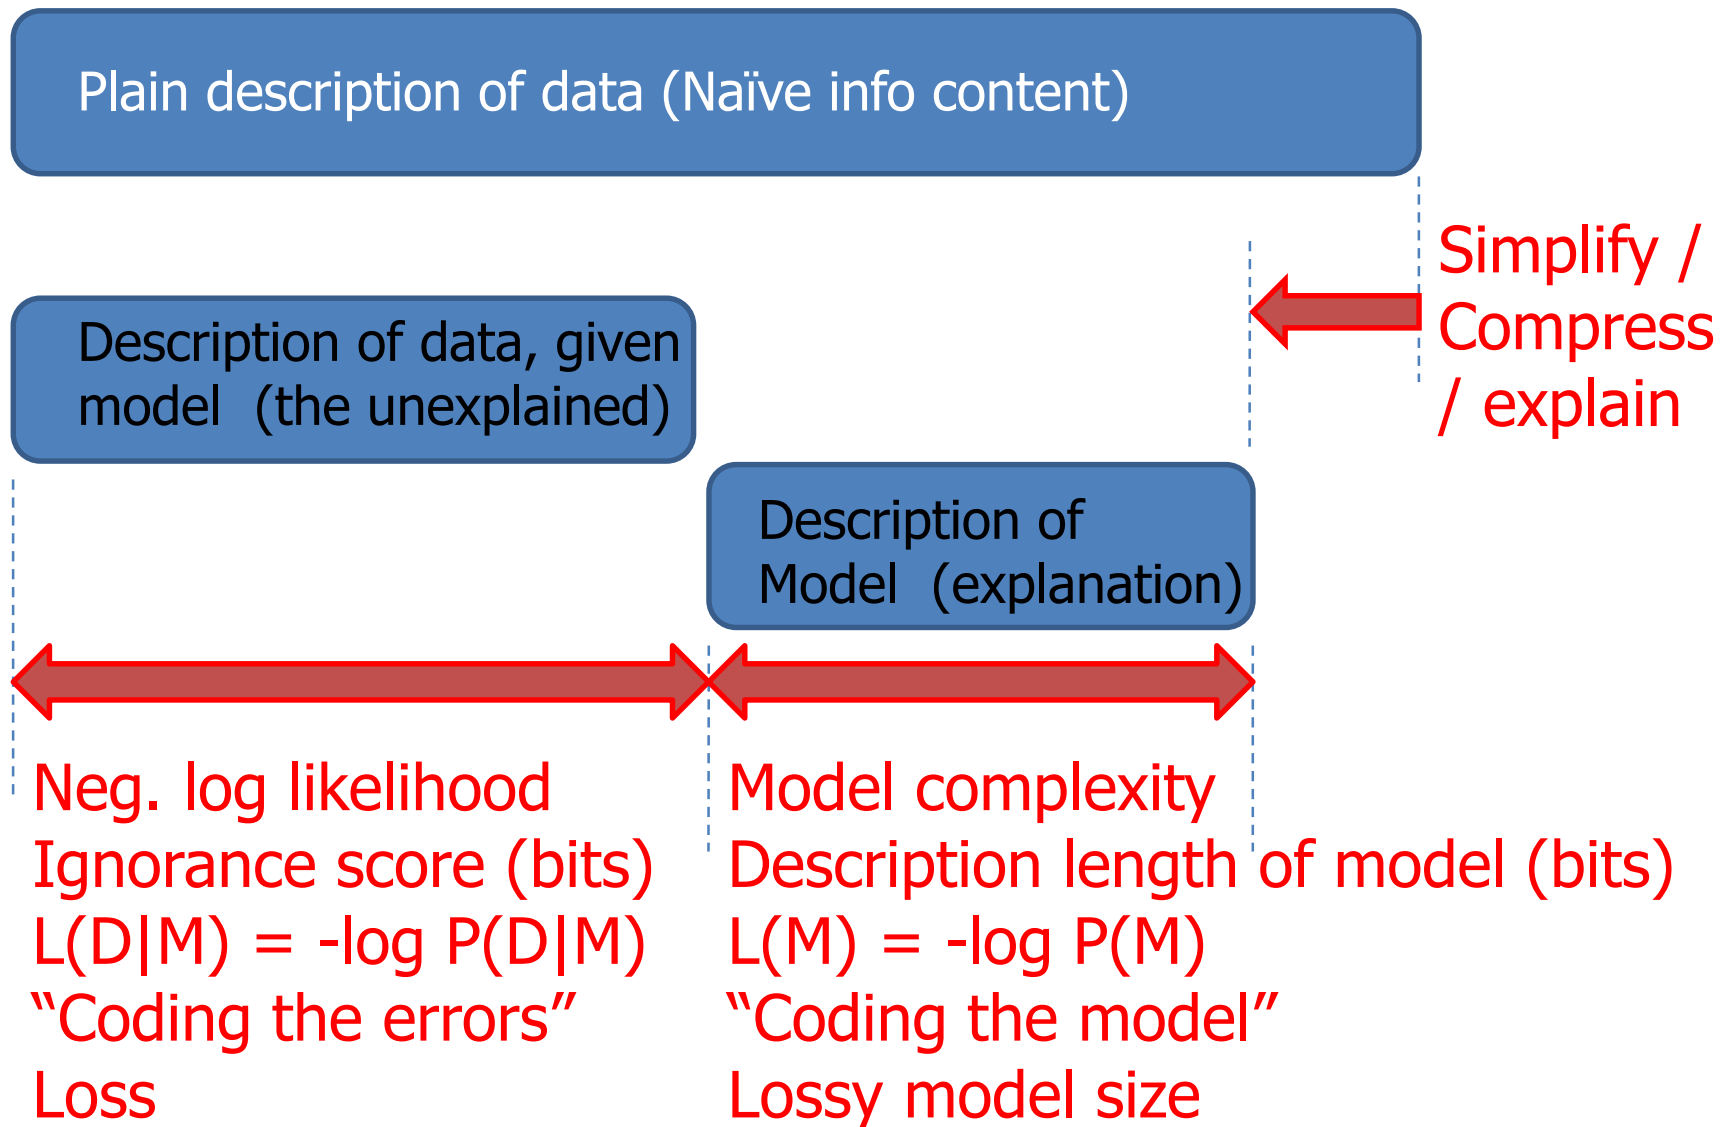 Plain description of data (Naïve info content)
Simplify /
Compress
/ explain
Description of data, given
model (the unexplained)
Description of
Model (explanation)
Neg. log likelihood
Ignorance score (bits)
L(D|M) = -log P(D|M)
“Coding the errors”
Loss
Model complexity
Description length of model (bits)
L(M) = -log P(M)
“Coding the model”
Lossy model size